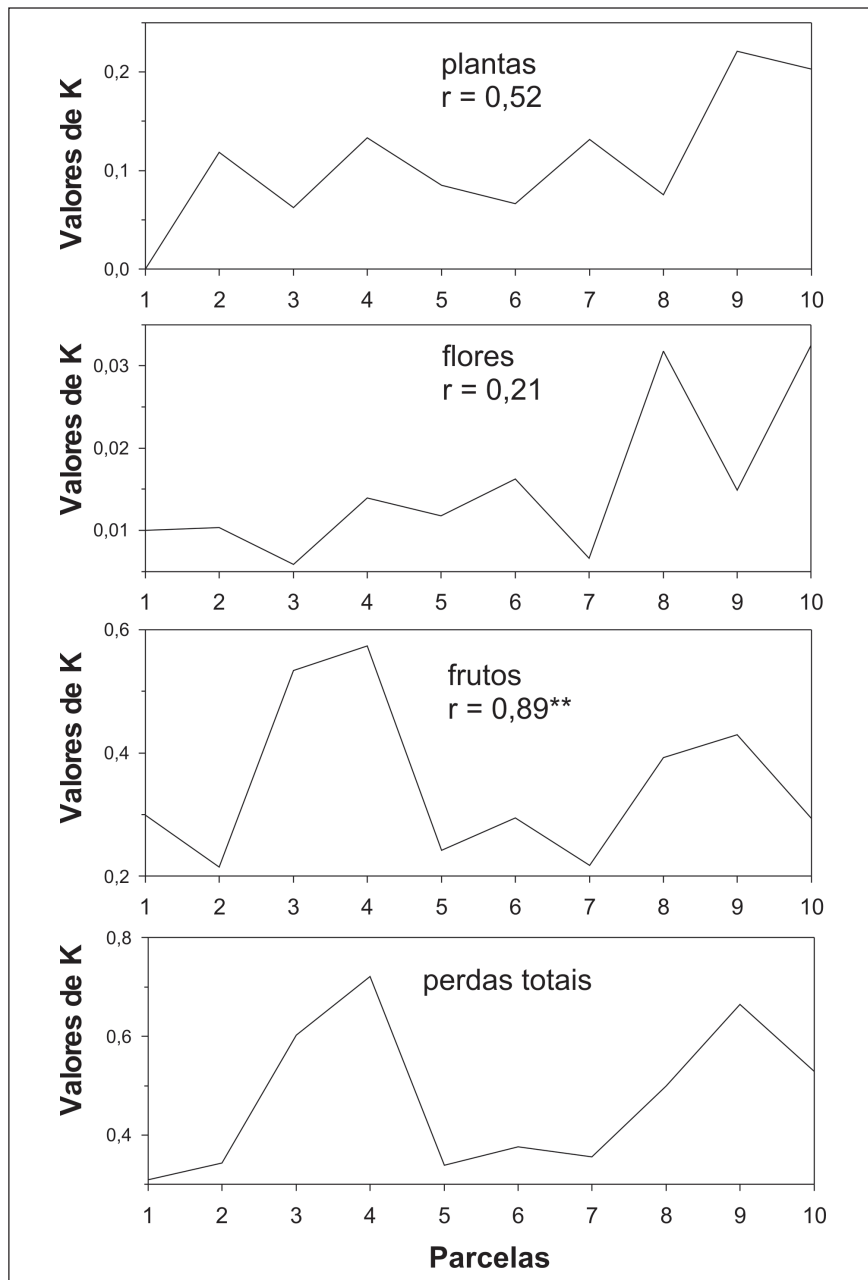 plantas
r = 0,52
Valores de K
0,2
0,1
0,0
1 2 3 4 5 6 7 8 9 10
flores
r = 0,21
Valores de K
0,03
0,02
0,01
1 2 3 4 5 6 7 8 9 10
frutos
r = 0,89**
Valores de K
0,6
0,4
0,2
1 2 3 4 5 6 7 8 9 10
perdas totais
Valores de K
0,8
0,6
0,4
1 2 3 4 5 6 7 8 9 10
Parcelas